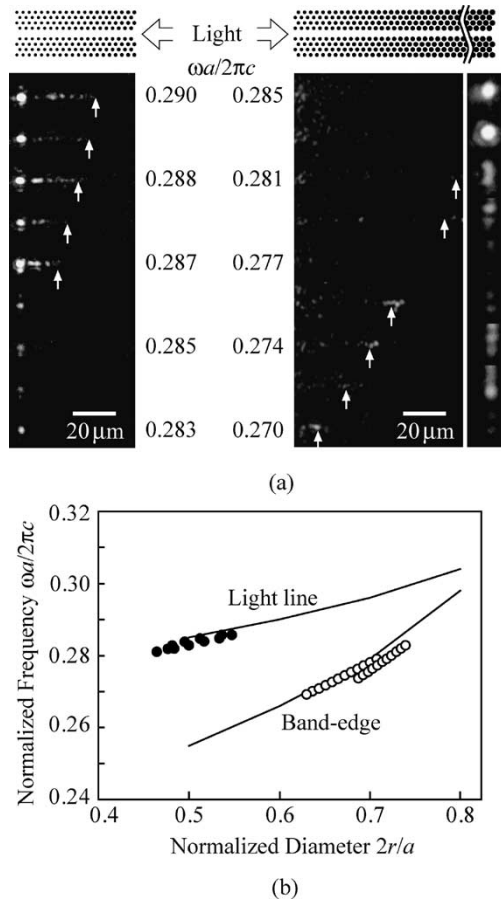 Light
ωa/2πc
0.290 0.285
0.288 0.281
0.287 0.277
0.285 0.274
0.283 0.270
20 μm 20 μm
(a)
Normalized Frequency ωa/2πc
0.32
0.30
0.28
0.26
0.24
Light line
Band-edge
0.4 0.5 0.6 0.7 0.8
Normalized Diameter 2r/a
(b)